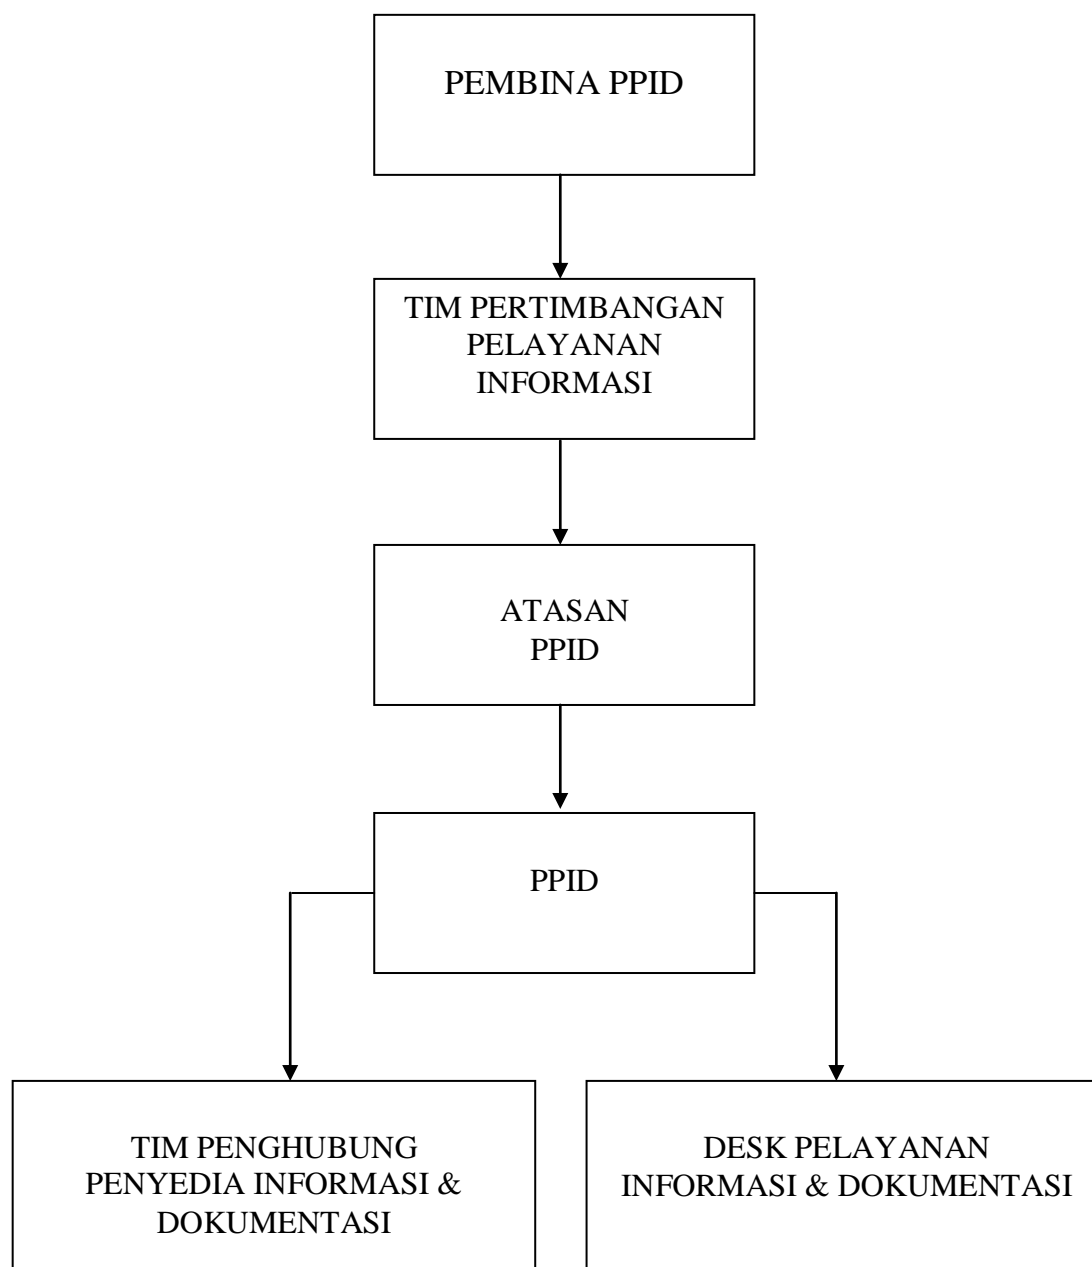 PEMBINA PPID
TIM PERTIMBANGAN
PELAYANAN
INFORMASI
ATASAN
PPID
PPID
TIM PENGHUBUNG
PENYEDIA INFORMASI &
DOKUMENTASI
DESK PELAYANAN
INFORMASI & DOKUMENTASI